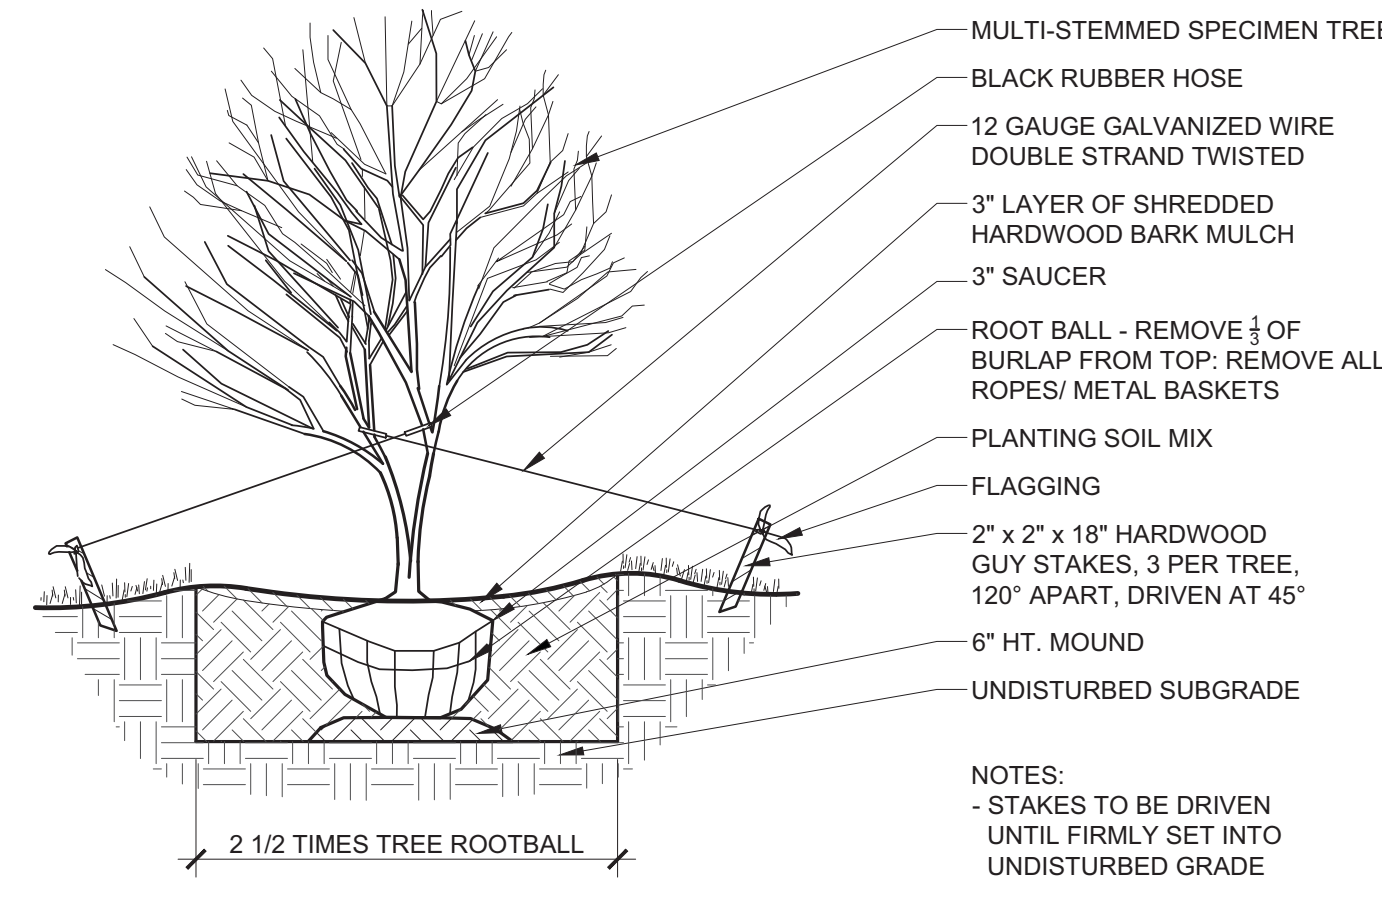 MULTI-STEMMED SPECIMEN TREE
BLACK RUBBER HOSE
12 GAUGE GALVANIZED WIRE
DOUBLE STRAND TWISTED
3" LAYER OF SHREDDED
HARDWOOD BARK MULCH
3" SAUCER
ROOT BALL - REMOVE 1/3 OF
BURLAP FROM TOP: REMOVE ALL
ROPES/ METAL BASKETS
PLANTING SOIL MIX
FLAGGING
2" x 2" x 18" HARDWOOD
GUY STAKES, 3 PER TREE,
120° APART, DRIVEN AT 45°
6" HT. MOUND
UNDISTURBED SUBGRADE
NOTES:
- STAKES TO BE DRIVEN
UNTIL FIRMLY SET INTO
UNDISTURBED GRADE
2 1/2 TIMES TREE ROOTBALL